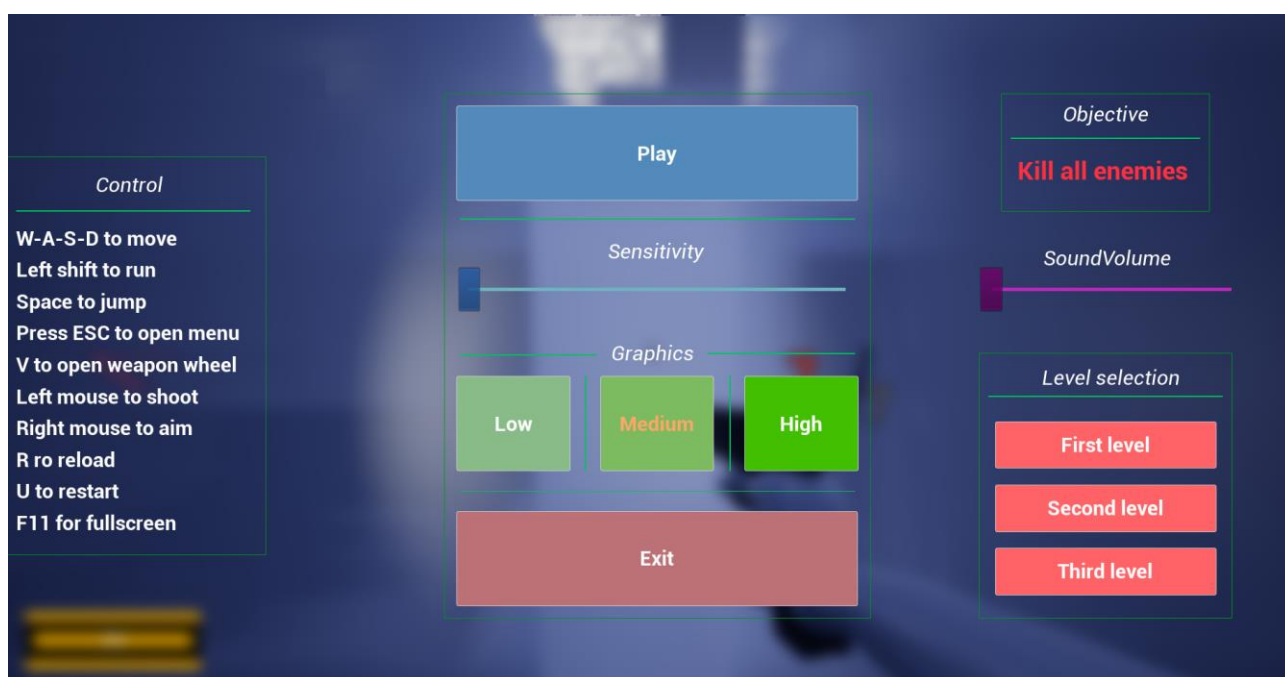 Control
W-A-S-D to move
Left shift to run
Space to jump
Press ESC to open menu
V to open weapon wheel
Left mouse to shoot
Right mouse to aim
R ro reload
U to restart
F11 for fullscreen
Play
Sensitivity
Graphics
Low Medium High
Exit
Objective
Kill all enemies
SoundVolume
Level selection
First level
Second level
Third level